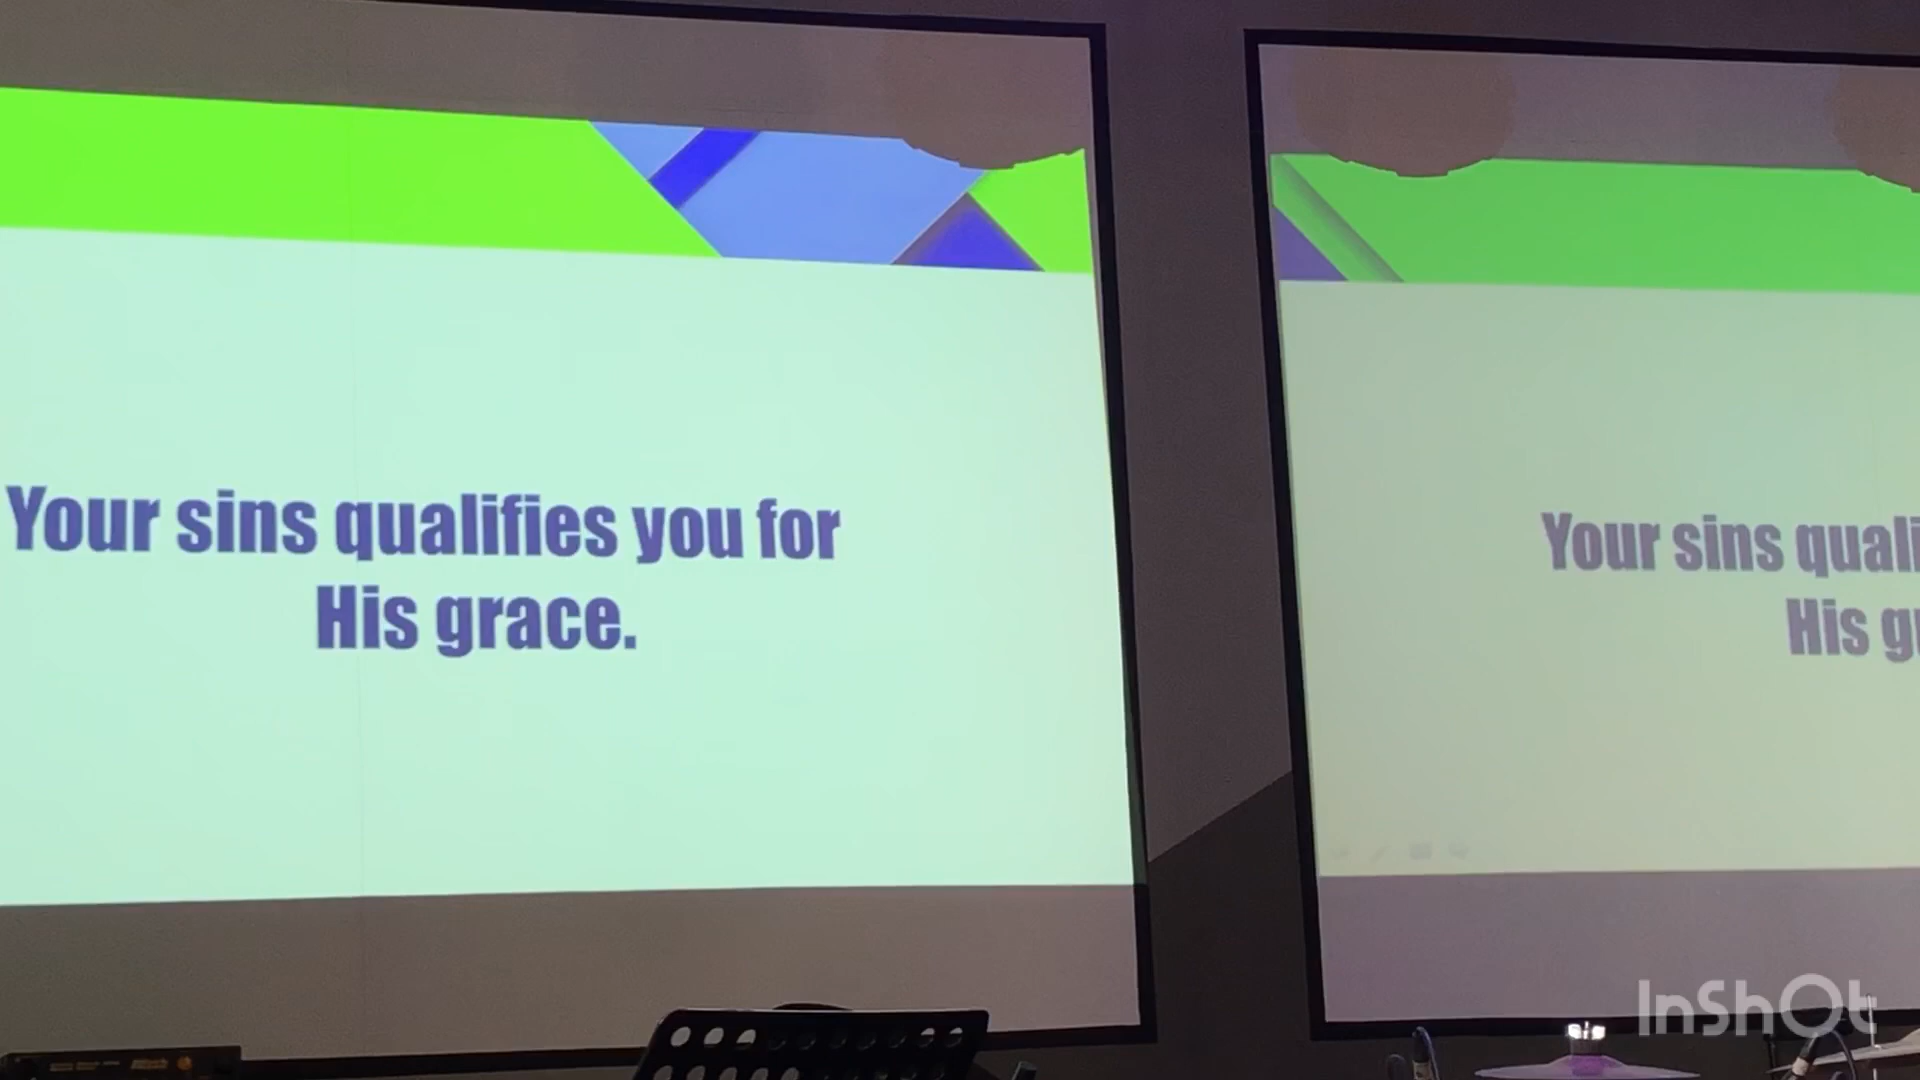 Your sins qualifies you for
His grace.
Your sins quali
His g
InShOt